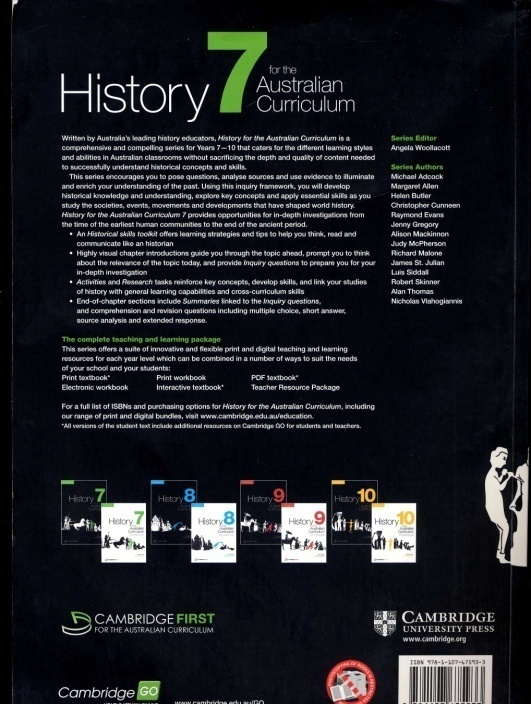 History 7 for the
Australian
Curriculum
Written by Australia's leading history educators, History for the Australian Curriculum is a
comprehensive and compelling series for Years 7—10 that caters for the different learning styles
and abilities in Australian classrooms without sacrificing the depth and quality of content needed
to successfully understand historical concepts and skills.
This series encourages you to pose questions, analyse sources and use evidence to illuminate
and enrich your understanding of the past. Using this inquiry framework, you will develop
historical knowledge and understanding, explore key concepts and apply essential skills as you
study the societies, events, movements and developments that have shaped world history.
History for the Australian Curriculum 7 provides opportunities for in-depth investigations from
the time of the earliest human communities to the end of the ancient period.
• An Historical skills toolkit offers learning strategies and tips to help you think, read and
communicate like an historian
• Highly visual chapter introductions guide you through the topic ahead, prompt you to think
about the relevance of the topic today, and provide Inquiry questions to prepare you for your
in-depth investigation
• Activities and Research tasks reinforce key concepts, develop skills, and link your studies
of history with general learning capabilities and cross-curriculum skills
• End-of-chapter sections include Summaries linked to the Inquiry questions,
and comprehension and revision questions including multiple choice, short answer,
source analysis and extended response.
Series Editor
Angela Woollacott
Series Authors
Michael Adcock
Margaret Allen
Helen Butler
Christopher Cunneen
Raymond Evans
Jenny Gregory
Alison Mackinnon
Judy McPherson
Richard Malone
James St. Julian
Luis Siddall
Robert Skinner
Alan Thomas
Nicholas Vlahogiannis
The complete teaching and learning package
This series offers a suite of innovative and flexible print and digital teaching and learning
resources for each year level which can be combined in a number of ways to suit the needs
of your school and your students:
Print textbook* Print workbook PDF textbook*
Electronic workbook Interactive textbook* Teacher Resource Package
For a full list of ISBNs and purchasing options for History for the Australian Curriculum, including
our range of print and digital bundles, visit www.cambridge.edu.au/education.
*All versions of the student text include additional resources on Cambridge GO for students and teachers.
History 7 History 8 History 9 History 10
History 7 History 8 History 9 History 10
CAMBRIDGE FIRST
FOR THE AUSTRALIAN CURRICULUM
CAMBRIDGE
UNIVERSITY PRESS
www.cambridge.org
ISBN 978-1-107-67593-3
Cambridge GO
www.cambridge.edu.au/GO